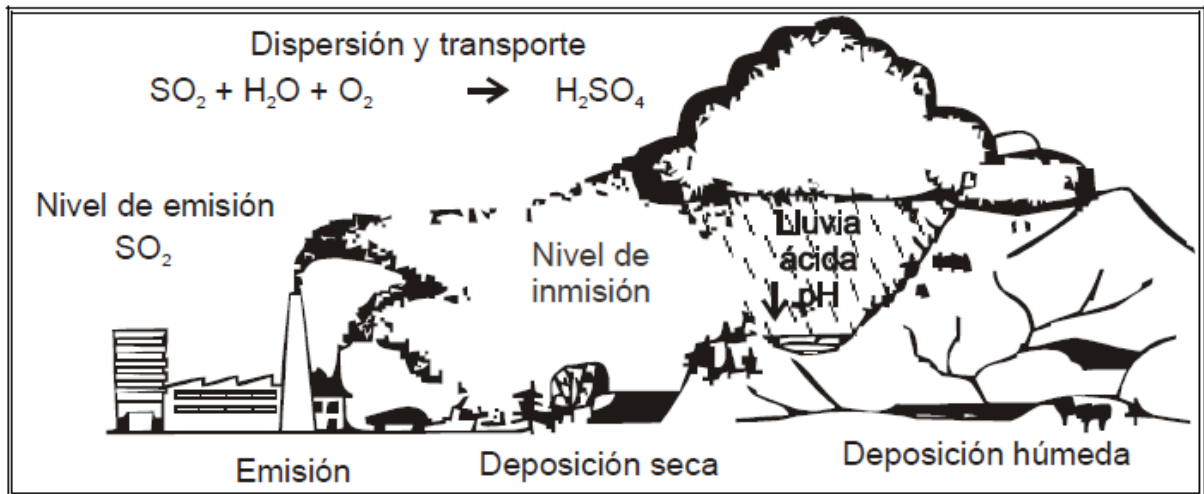 Dispersión y transporte
SO₂ + H₂O + O₂ → H₂SO₄
Nivel de emisión
SO₂
Nivel de
inmisión
Lluvia
ácida
↓ pH
Emisión
Deposición seca
Deposición húmeda